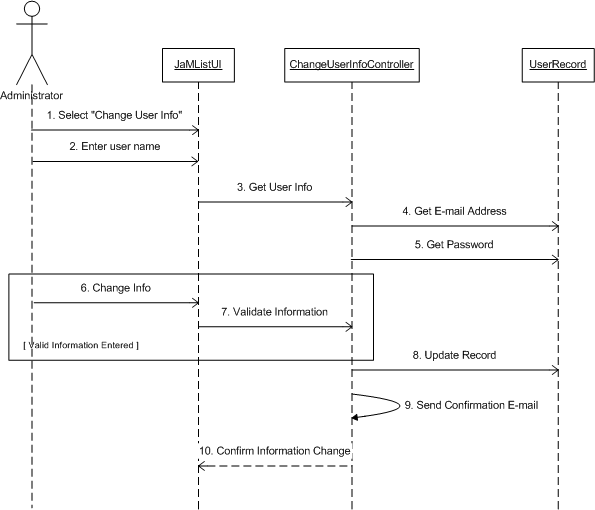 JaMListUI
ChangeUserInfoController
UserRecord
Administrator
1. Select "Change User Info"
2. Enter user name
3. Get User Info
4. Get E-mail Address
5. Get Password
6. Change Info
7. Validate Information
[ Valid Information Entered ]
8. Update Record
9. Send Confirmation E-mail
10. Confirm Information Change